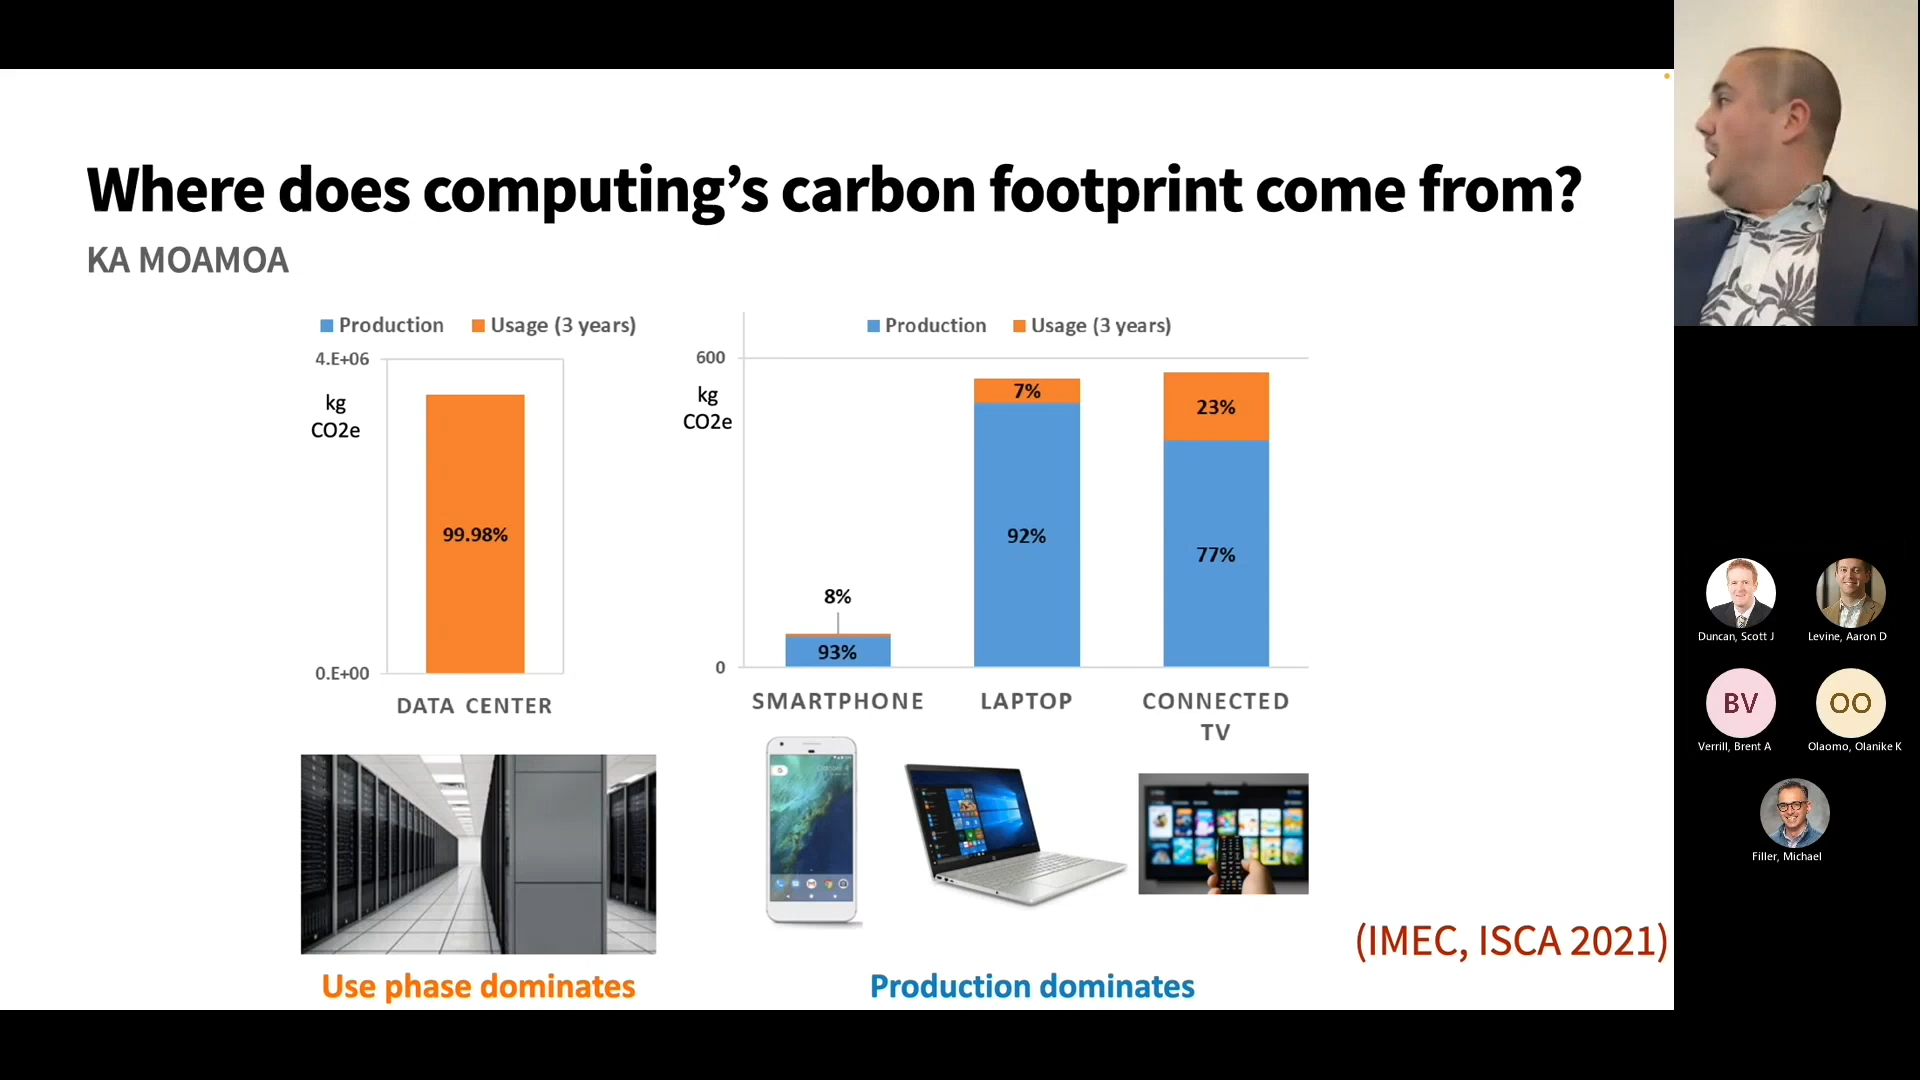 Where does computing's carbon footprint come from?
KA MOAMOA
Production Usage (3 years)
4.E+06
kg
CO2e
99.98%
0.E+00
DATA CENTER
Use phase dominates
Production Usage (3 years)
600
kg
CO2e
7%
23%
92%
77%
8%
93%
0
SMARTPHONE LAPTOP CONNECTED
TV
Production dominates
(IMEC, ISCA 2021)
Duncan, Scott J
Levine, Aaron D
BV
OO
Verrill, Brent A
Olaomo, Olanike K
Filler, Michael